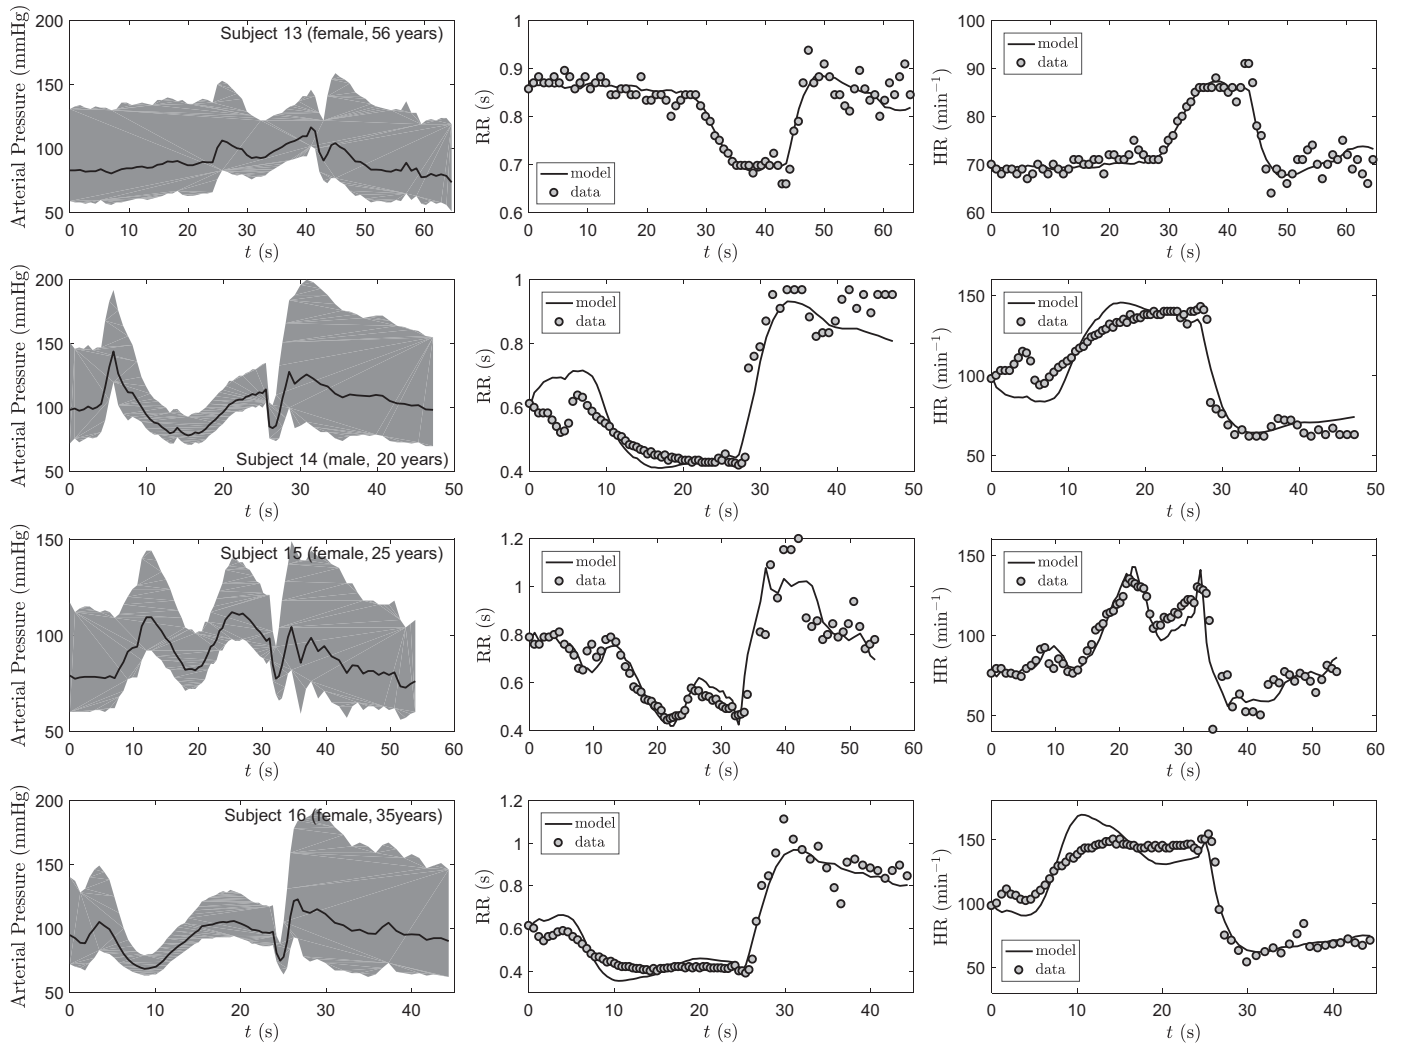 Arterial Pressure (mmHg)
200
150
100
50
Subject 13 (female, 56 years)
0 10 20 30 40 50 60
t (s)
RR (s)
1
0.9
0.8
0.7
0.6
model
data
0 10 20 30 40 50 60
t (s)
HR (min⁻¹)
100
90
80
70
60
model
data
0 10 20 30 40 50 60
t (s)
Arterial Pressure (mmHg)
200
150
100
50
Subject 14 (male, 20 years)
0 10 20 30 40 50
t (s)
RR (s)
1
0.8
0.6
0.4
model
data
0 10 20 30 40 50
t (s)
HR (min⁻¹)
150
100
50
model
data
0 10 20 30 40 50
t (s)
Arterial Pressure (mmHg)
150
100
50
Subject 15 (female, 25 years)
0 10 20 30 40 50 60
t (s)
RR (s)
1.2
1
0.8
0.6
0.4
model
data
0 10 20 30 40 50 60
t (s)
HR (min⁻¹)
150
100
50
model
data
0 10 20 30 40 50 60
t (s)
Arterial Pressure (mmHg)
200
150
100
50
Subject 16 (female, 35years)
0 10 20 30 40
t (s)
RR (s)
1.2
1
0.8
0.6
0.4
model
data
0 10 20 30 40
t (s)
HR (min⁻¹)
150
100
50
model
data
0 10 20 30 40
t (s)